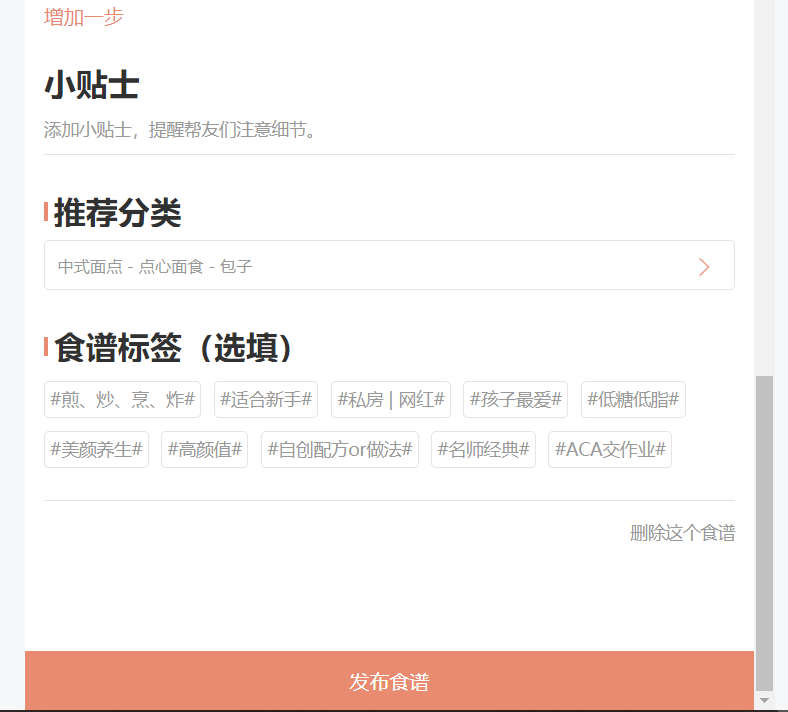 增加一步
小贴士
添加小贴士，提醒帮友们注意细节。
推荐分类
中式面点 - 点心面食 - 包子
食谱标签（选填）
#煎、炒、烹、炸# #适合新手# #私房 | 网红# #孩子最爱# #低糖低脂#
#美颜养生# #高颜值# #自创配方or做法# #名师经典# #ACA交作业#
删除这个食谱
发布食谱